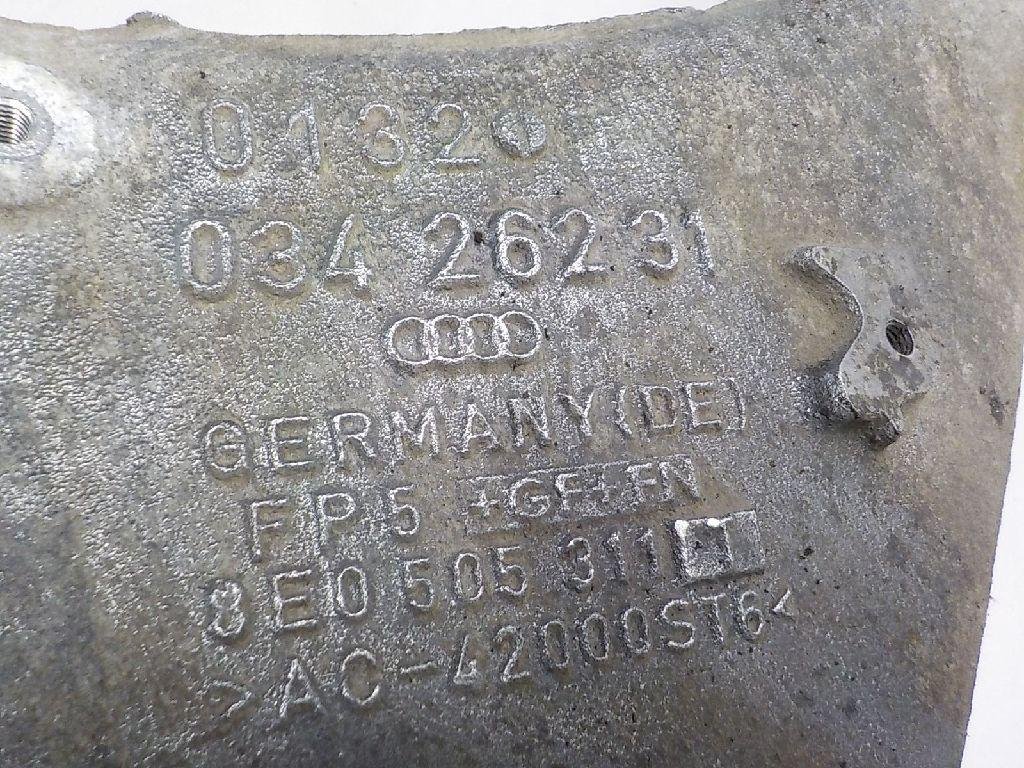 0132
034 26231
GERMANY(DE)
FP5 +GF+ FN
8E0 505 311 T
>AC-42000ST6<